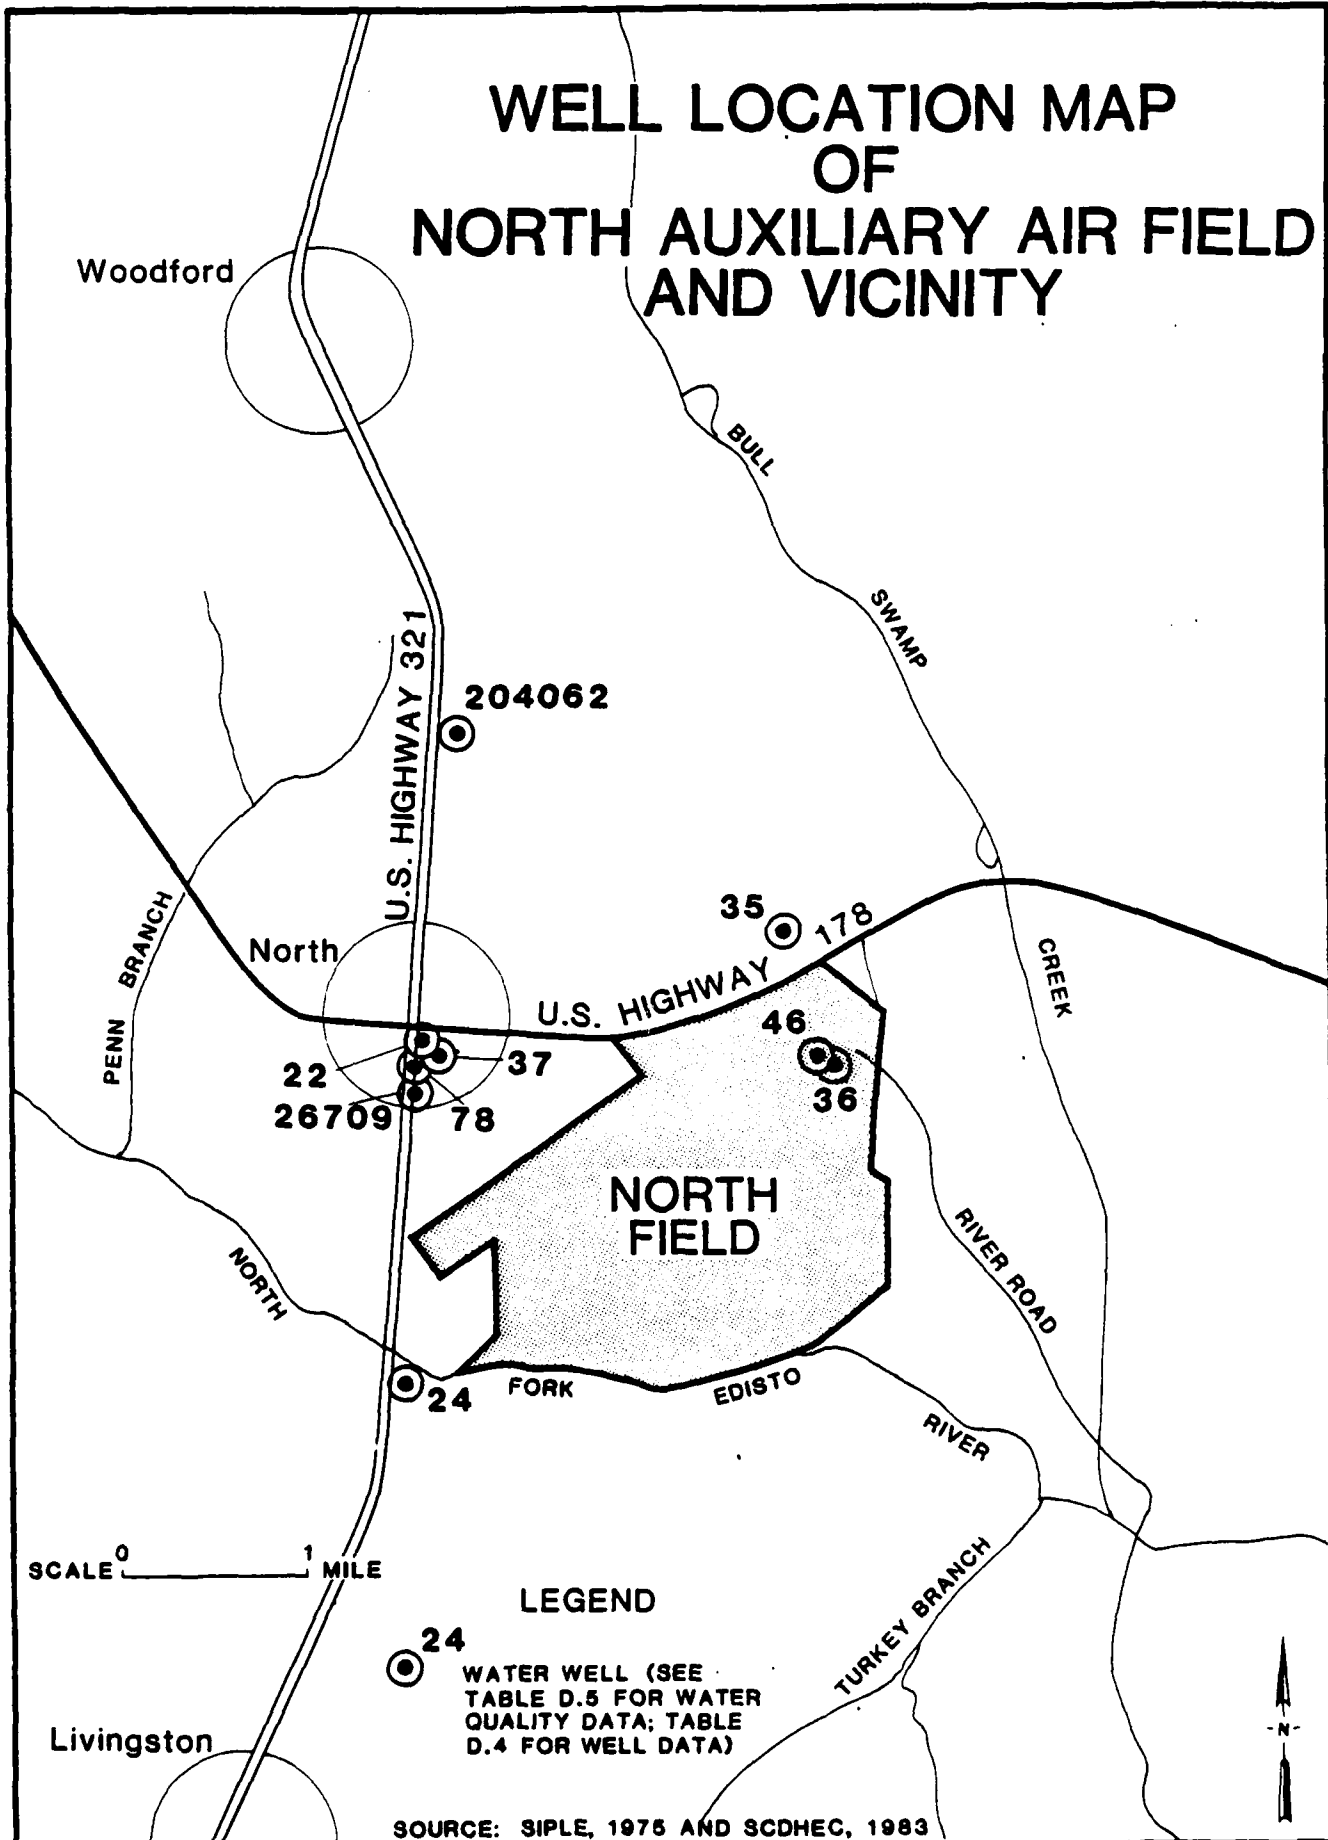 WELL LOCATION MAP
OF
NORTH AUXILIARY AIR FIELD
AND VICINITY
Woodford
BULL
SWAMP
U.S. HIGHWAY 321
204062
PENN BRANCH
35
North
U.S. HIGHWAY 178
CREEK
46
22
37
36
26709
78
NORTH
FIELD
RIVER ROAD
NORTH
FORK
EDISTO
24
RIVER
SCALE 0 1 MILE
TURKEY BRANCH
LEGEND
24
WATER WELL (SEE
TABLE D.5 FOR WATER
QUALITY DATA; TABLE
D.4 FOR WELL DATA)
-N-
Livingston
SOURCE: SIPLE, 1975 AND SCDHEC, 1983